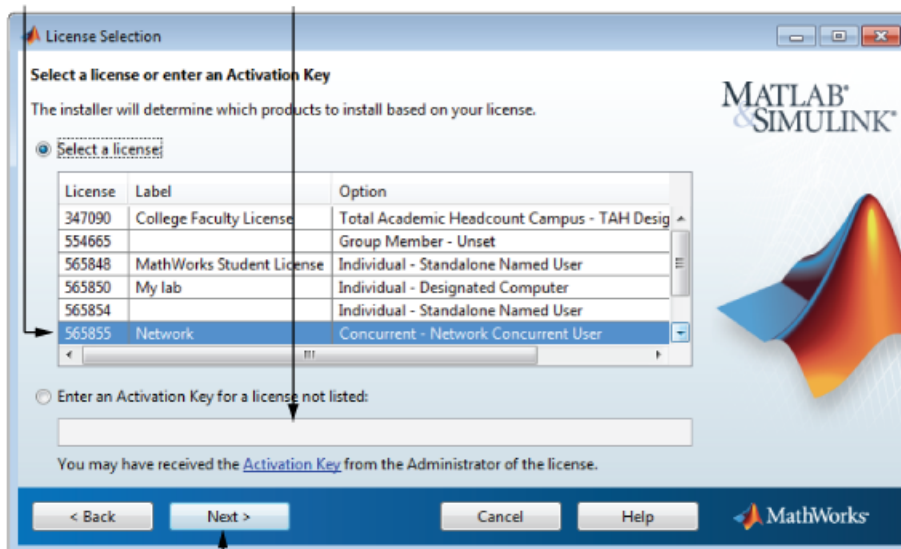 License Selection
Select a license or enter an Activation Key
The installer will determine which products to install based on your license.
MATLAB®
&SIMULINK®
Select a license:
License Label Option
347090 College Faculty License Total Academic Headcount Campus - TAH Desig
554665 Group Member - Unset
565848 MathWorks Student License Individual - Standalone Named User
565850 My lab Individual - Designated Computer
565854 Individual - Standalone Named User
565855 Network Concurrent - Network Concurrent User
Enter an Activation Key for a license not listed:
You may have received the Activation Key from the Administrator of the license.
< Back Next > Cancel Help MathWorks®